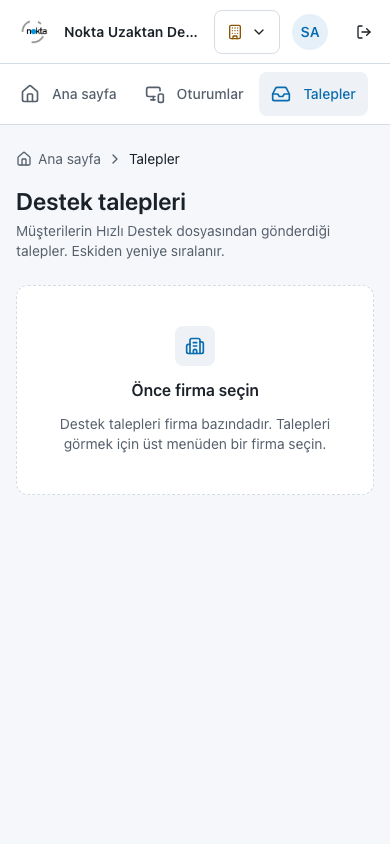 nokta
Nokta Uzaktan De...
SA
Ana sayfa
Oturumlar
Talepler
Ana sayfa
Talepler
Destek talepleri
Müşterilerin Hızlı Destek dosyasından gönderdiği
talepler. Eskiden yeniye sıralanır.
Önce firma seçin
Destek talepleri firma bazındadır. Talepleri
görmek için üst menüden bir firma seçin.